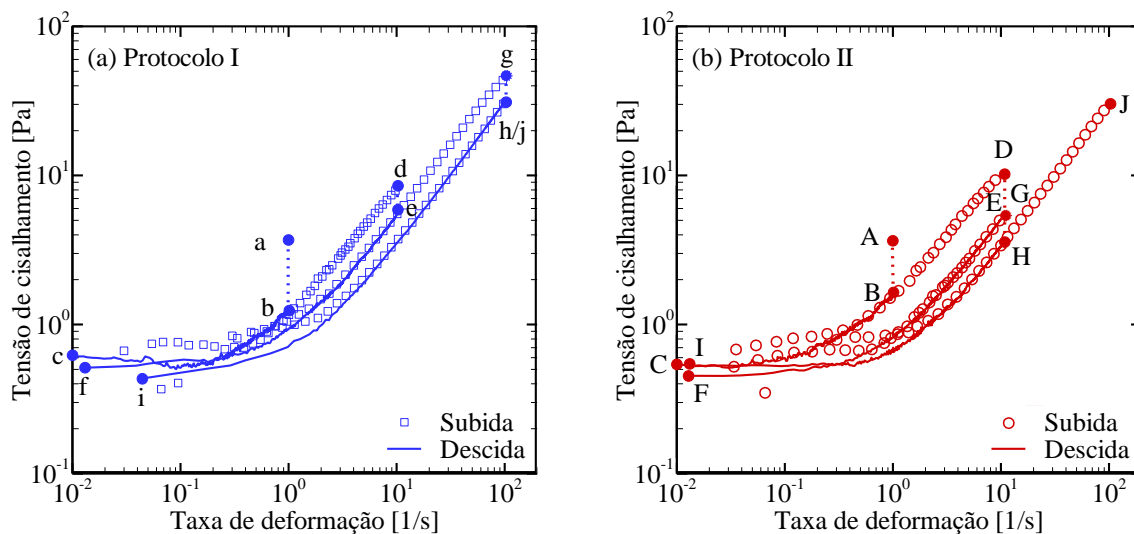 (a) Protocolo I
Tensão de cisalhamento [Pa]
10²
10¹
10⁰
10⁻¹
g
h/j
d
e
a
b
c
f
i
Subida
Descida
10⁻² 10⁻¹ 10⁰ 10¹ 10²
Taxa de deformação [1/s]
(b) Protocolo II
Tensão de cisalhamento [Pa]
10²
10¹
10⁰
10⁻¹
J
D
G
E
A
H
B
C
I
F
Subida
Descida
10⁻² 10⁻¹ 10⁰ 10¹ 10²
Taxa de deformação [1/s]